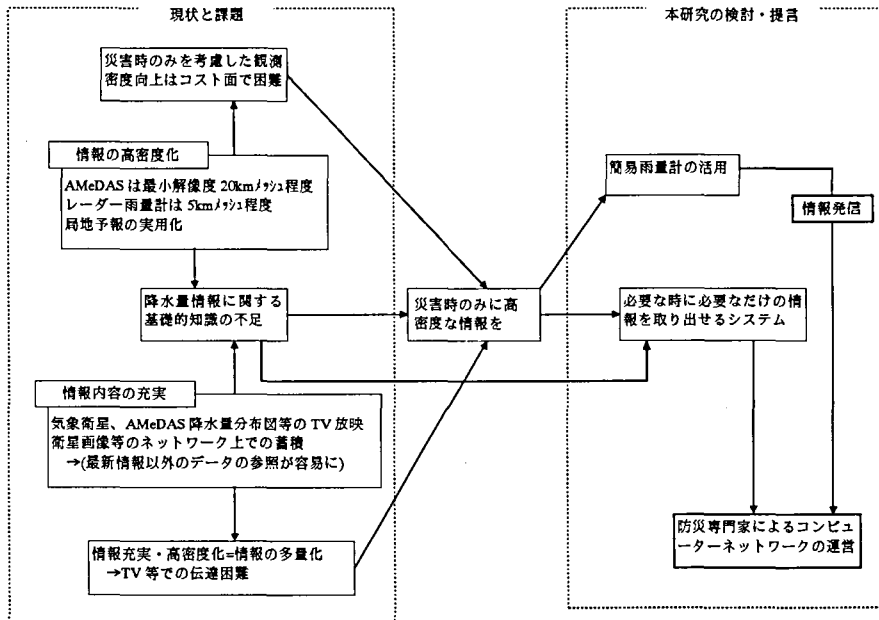 現状と課題
災害時のみを考慮した観測
密度向上はコスト面で困難
情報の高密度化
AMeDASは最小解像度20kmメッシュ程度
レーダー雨量計は5kmメッシュ程度
局地予報の実用化
降水量情報に関する
基礎的知識の不足
情報内容の充実
気象衛星、AMeDAS降水量分布図等のTV放映
衛星画像等のネットワーク上での蓄積
→(最新情報以外のデータの参照が容易に)
情報充実・高密度化=情報の多量化
→TV等での伝達困難
災害時のみに高
密度な情報を
本研究の検討・提言
簡易雨量計の活用
情報発信
必要な時に必要なだけの情
報を取り出せるシステム
防災専門家によるコンピュ
ーターネットワークの運営